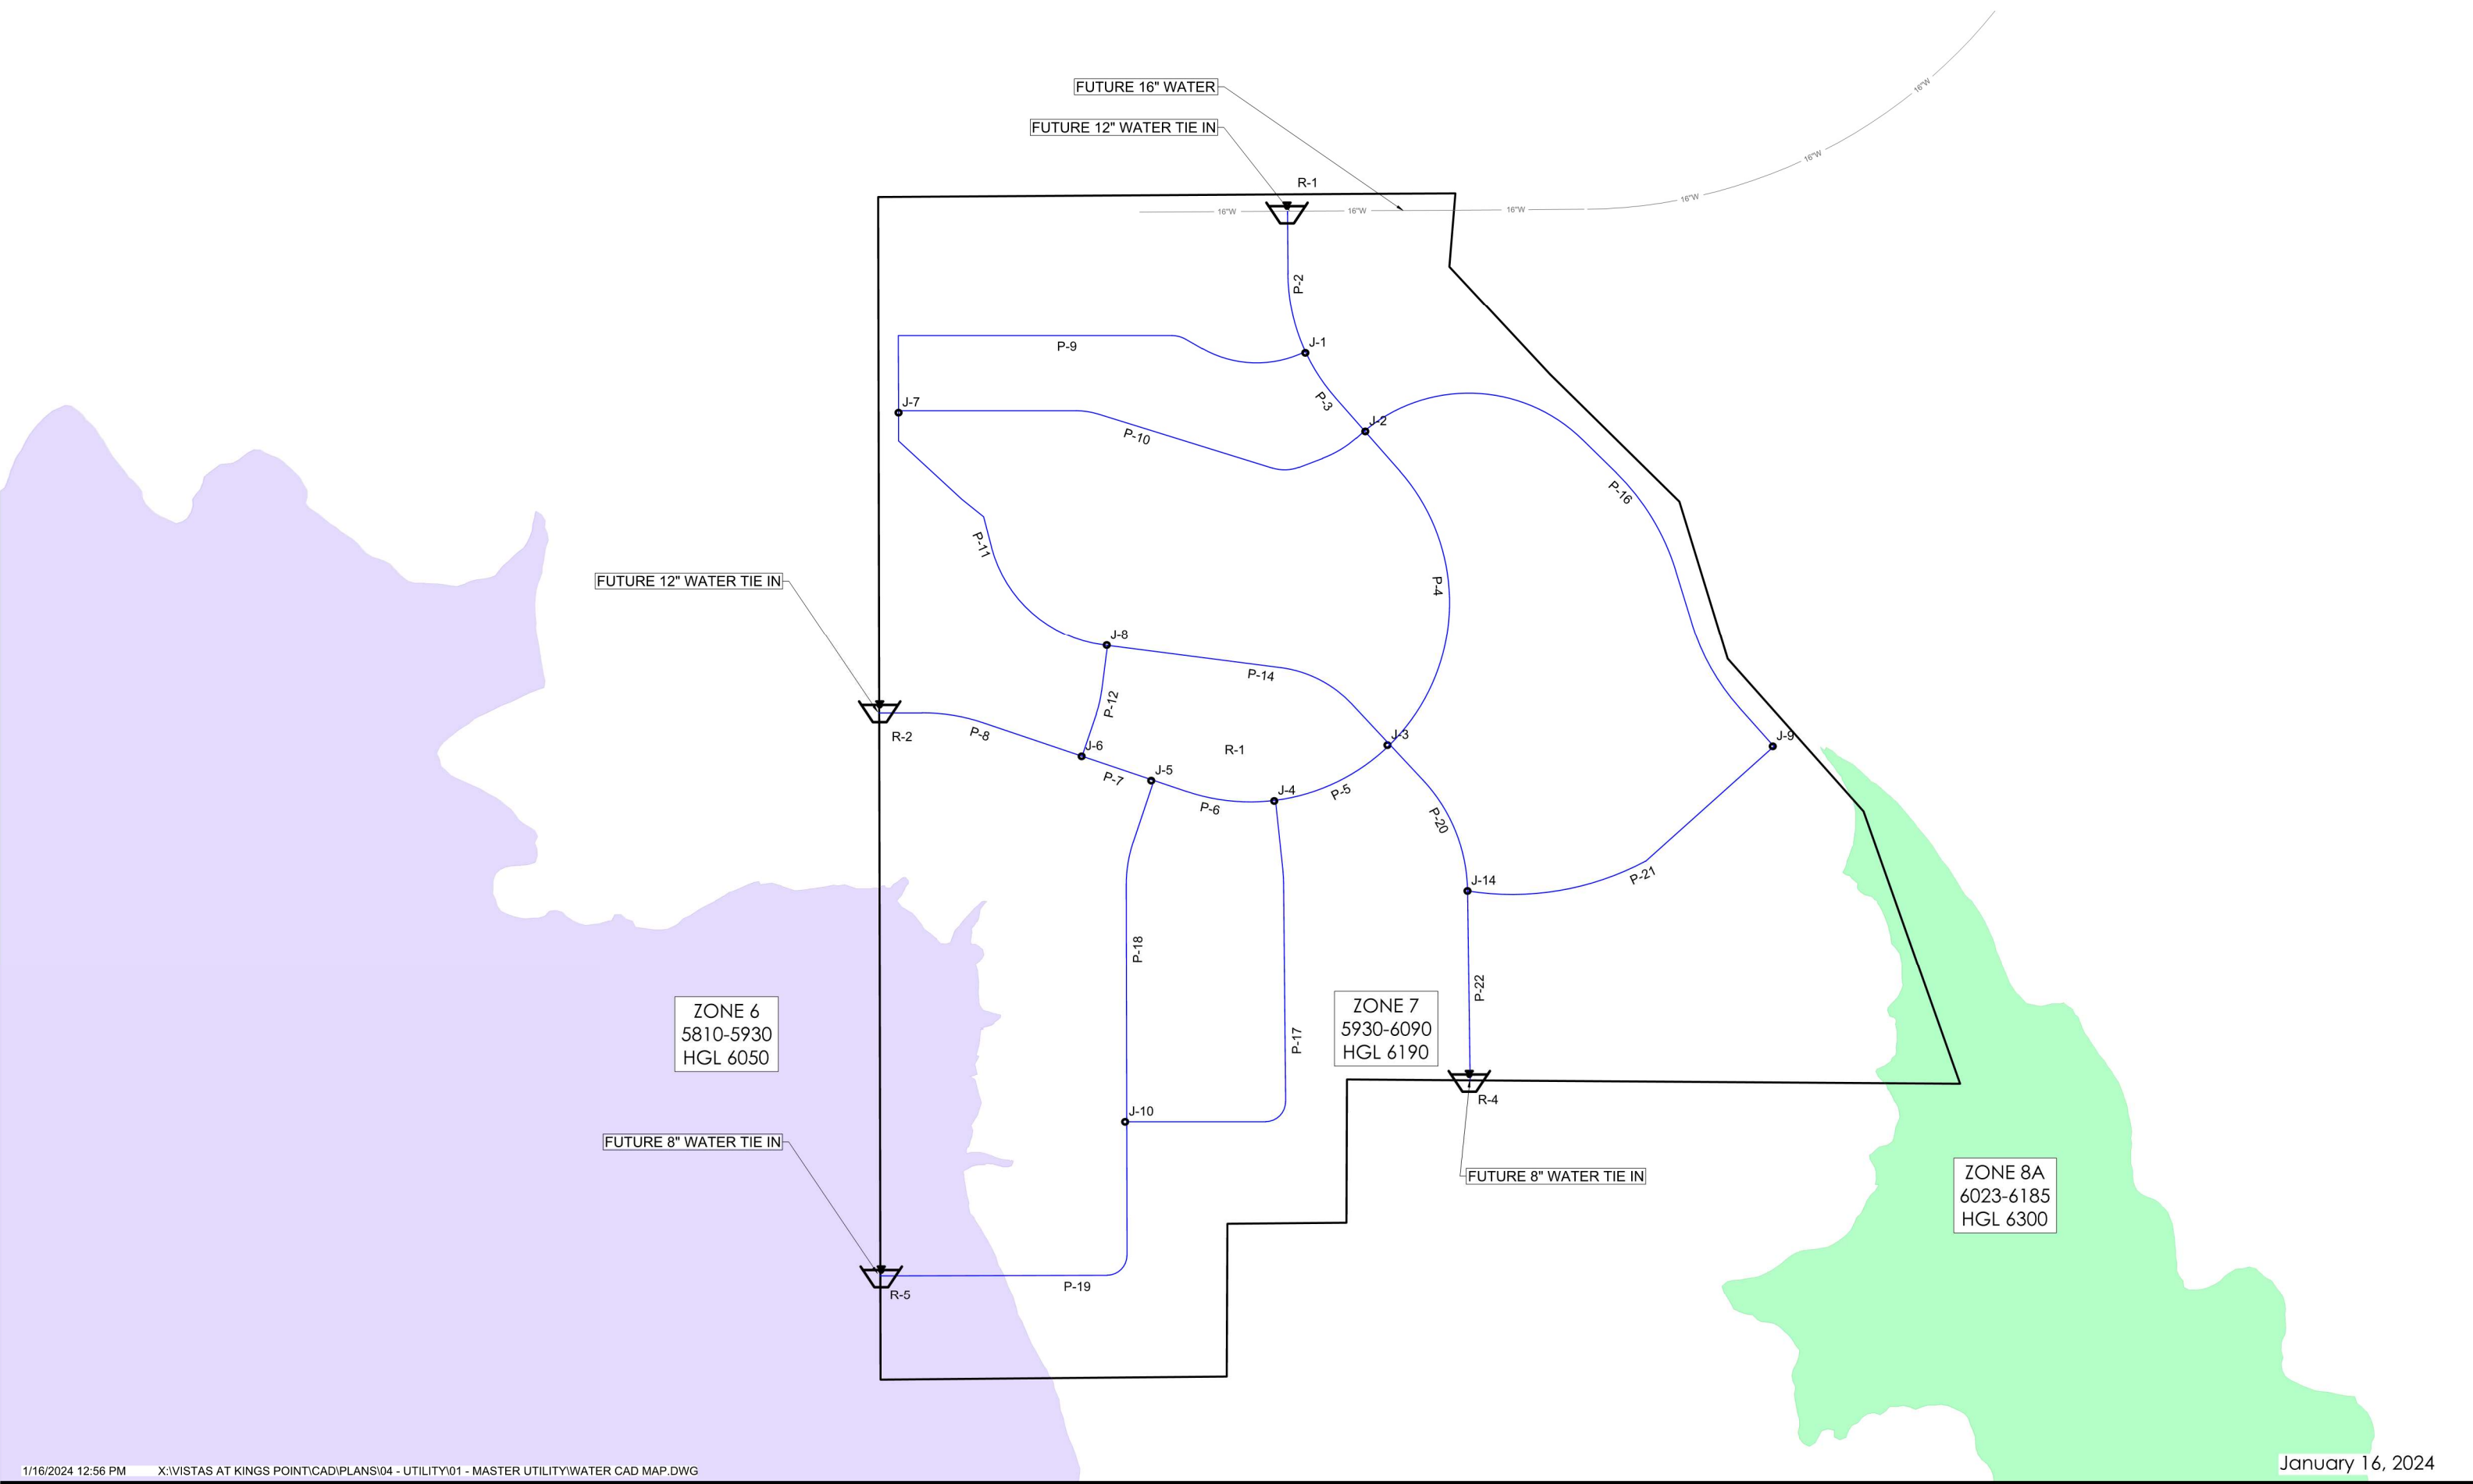 16"W
FUTURE 16" WATER
FUTURE 12" WATER TIE IN
16"W
R-1
16"W
16"W
16"W
16"W
P-2
J-1
P-9
P-3
J-7
J-2
P-10
P-16
P-11
FUTURE 12" WATER TIE IN
P-4
J-8
P-14
P-12
R-2
P-8
J-6
R-1
J-3
J-9
P-7
J-5
J-4
P-5
P-6
P-20
J-14
P-21
P-18
P-22
ZONE 6
5810-5930
HGL 6050
ZONE 7
5930-6090
HGL 6190
P-17
R-4
J-10
FUTURE 8" WATER TIE IN
FUTURE 8" WATER TIE IN
ZONE 8A
6023-6185
HGL 6300
P-19
R-5
January 16, 2024
1/16/2024 12:56 PM X:\VISTAS AT KINGS POINT\CAD\PLANS\04 - UTILITY\01 - MASTER UTILITY\WATER CAD MAP.DWG